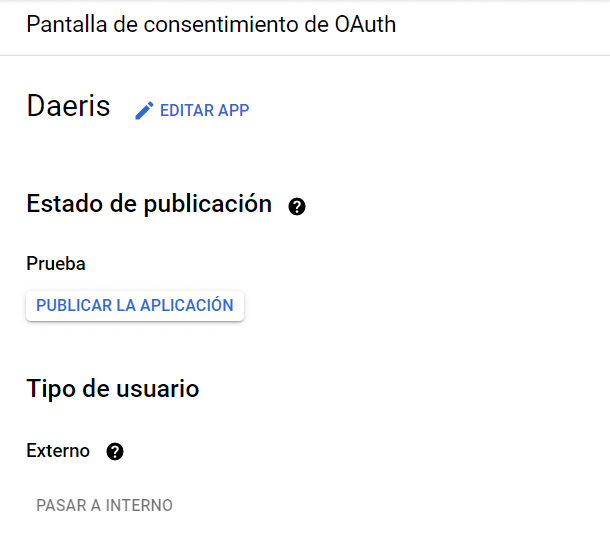 Pantalla de consentimiento de OAuth
Daeris EDITAR APP
Estado de publicación ?
Prueba
PUBLICAR LA APLICACIÓN
Tipo de usuario
Externo ?
PASAR A INTERNO